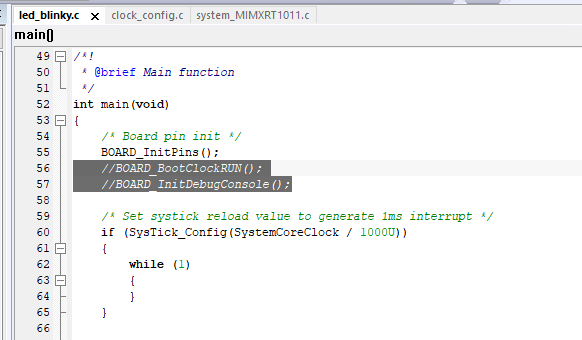 led_blinky.c × clock_config.c system_MIMXRT1011.c
main()
49 /*!
50  * @brief Main function
51  */
52 int main(void)
53 {
54     /* Board pin init */
55     BOARD_InitPins();
56     //BOARD_BootClockRUN();
57     //BOARD_InitDebugConsole();
58
59     /* Set systick reload value to generate 1ms interrupt */
60     if (SysTick_Config(SystemCoreClock / 1000U))
61     {
62         while (1)
63         {
64         }
65     }
66